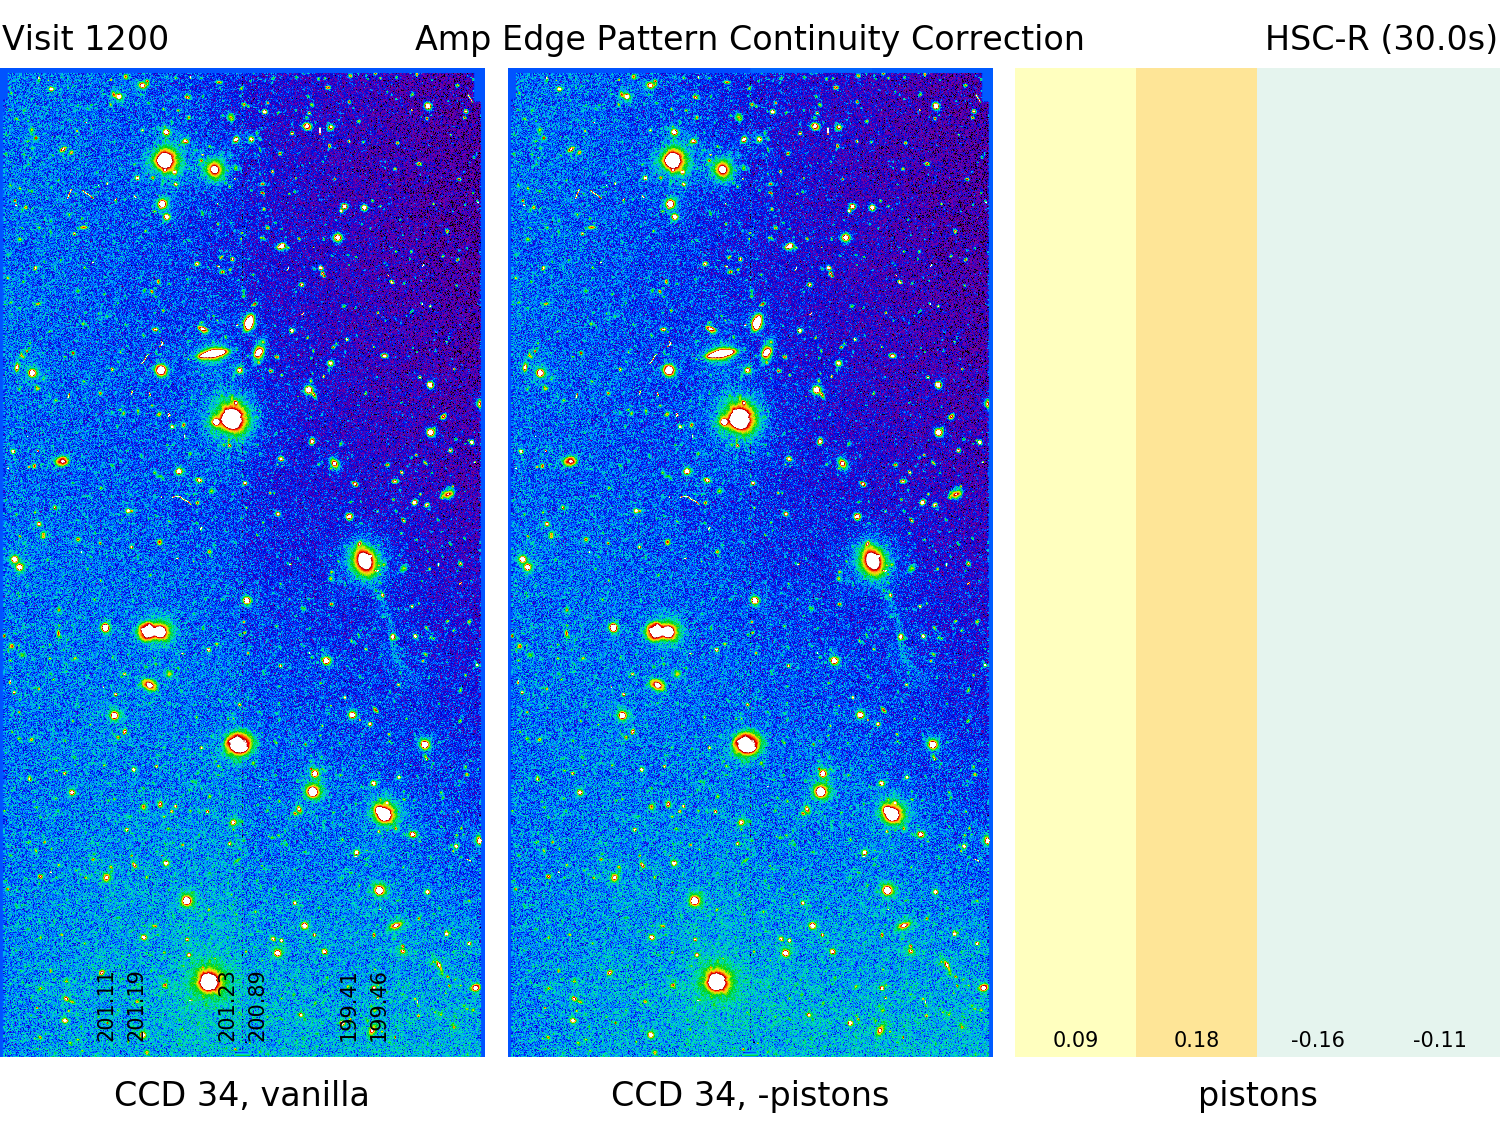 Visit 1200
Amp Edge Pattern Continuity Correction
HSC-R (30.0s)
201.11
201.19
201.23
200.89
199.41
199.46
0.09
0.18
-0.16
-0.11
CCD 34, vanilla
CCD 34, -pistons
pistons